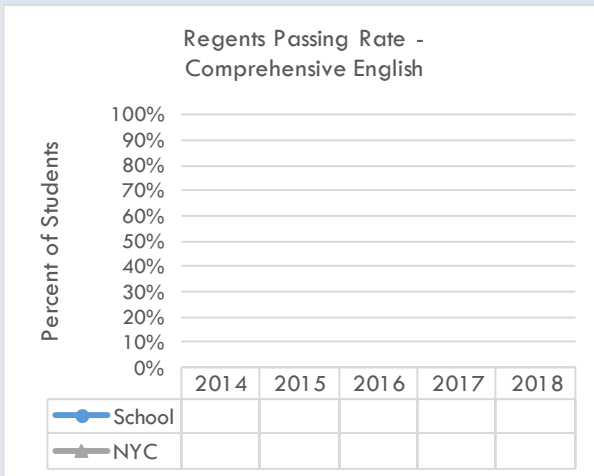 Regents Passing Rate -
Comprehensive English
Percent of Students
100%
90%
80%
70%
60%
50%
40%
30%
20%
10%
0%
2014 2015 2016 2017 2018
School
NYC